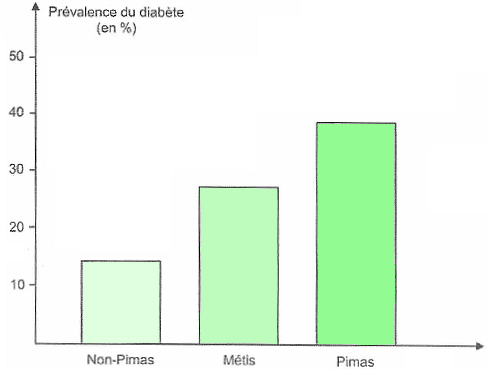 Prévalence du diabète
(en %)
50
40
30
20
10
Non-Pimas
Métis
Pimas